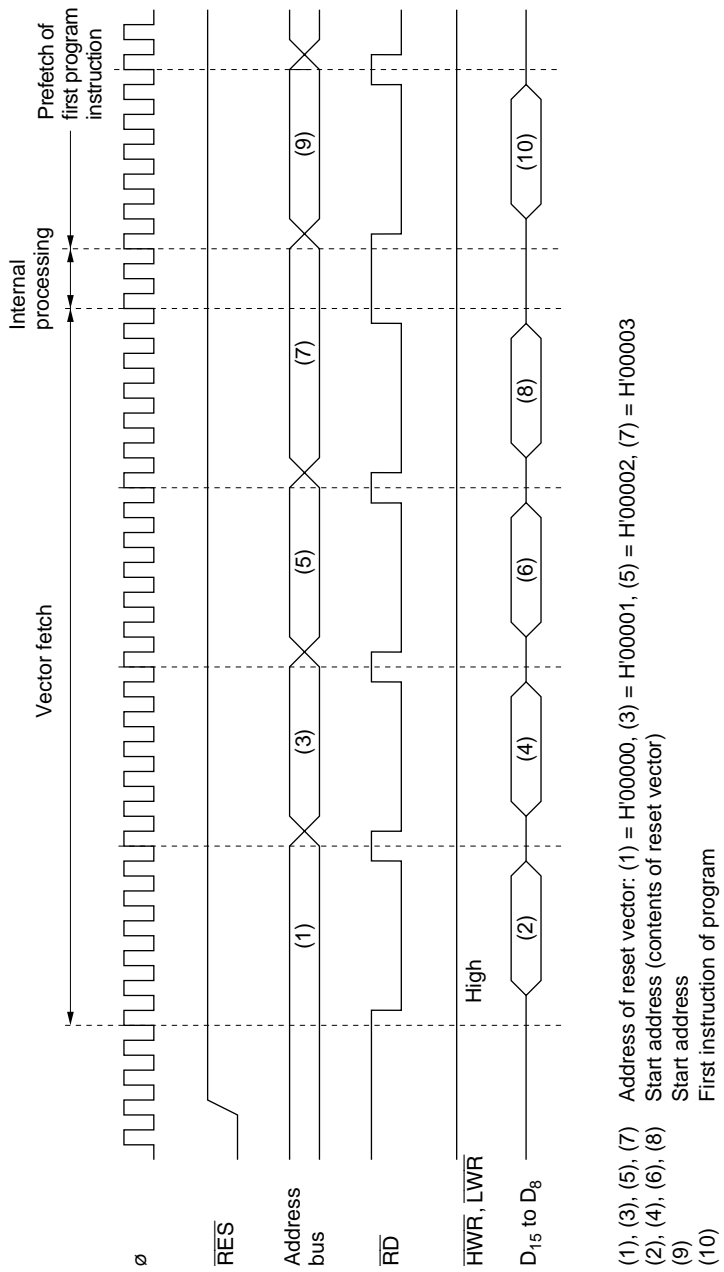 Vector fetch
Internal
processing
Prefetch of
first program
instruction
ø
RES
Address
bus
(1)
(3)
(5)
(7)
(9)
RD
HWR, LWR
High
D15 to D8
(2)
(4)
(6)
(8)
(10)
(1), (3), (5), (7) Address of reset vector: (1) = H'00000, (3) = H'00001, (5) = H'00002, (7) = H'00003
(2), (4), (6), (8) Start address (contents of reset vector)
(9) Start address
(10) First instruction of program